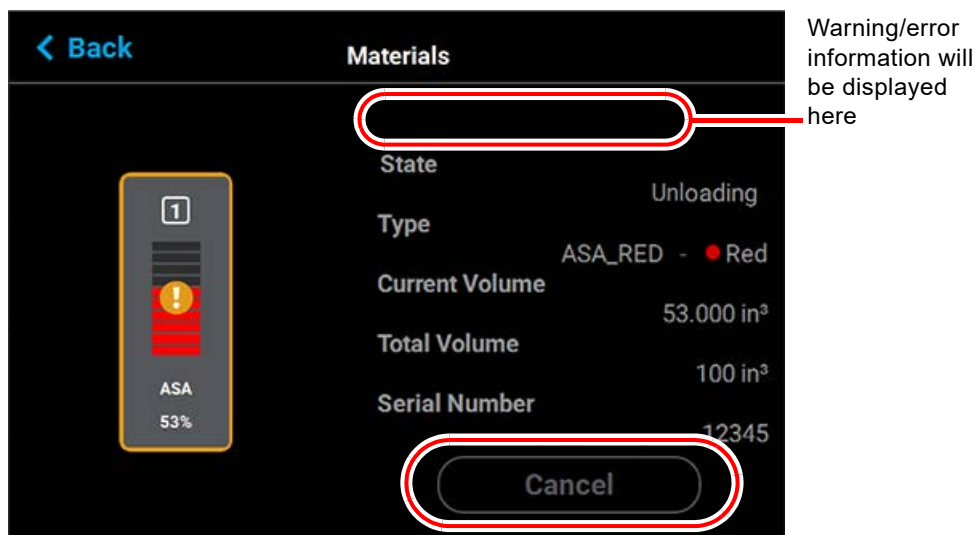 Back
Materials
Warning/error
information will
be displayed
here
State
Unloading
1
Type
ASA_RED - Red
Current Volume
53.000 in³
!
Total Volume
100 in³
ASA
Serial Number
53%
12345
Cancel